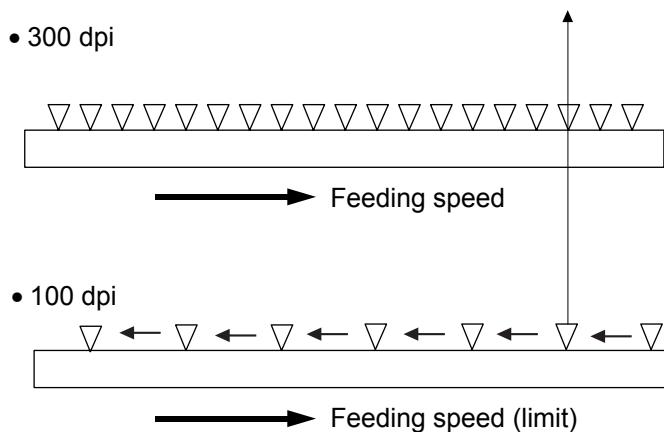 • 300 dpi
Feeding speed
• 100 dpi
Feeding speed (limit)